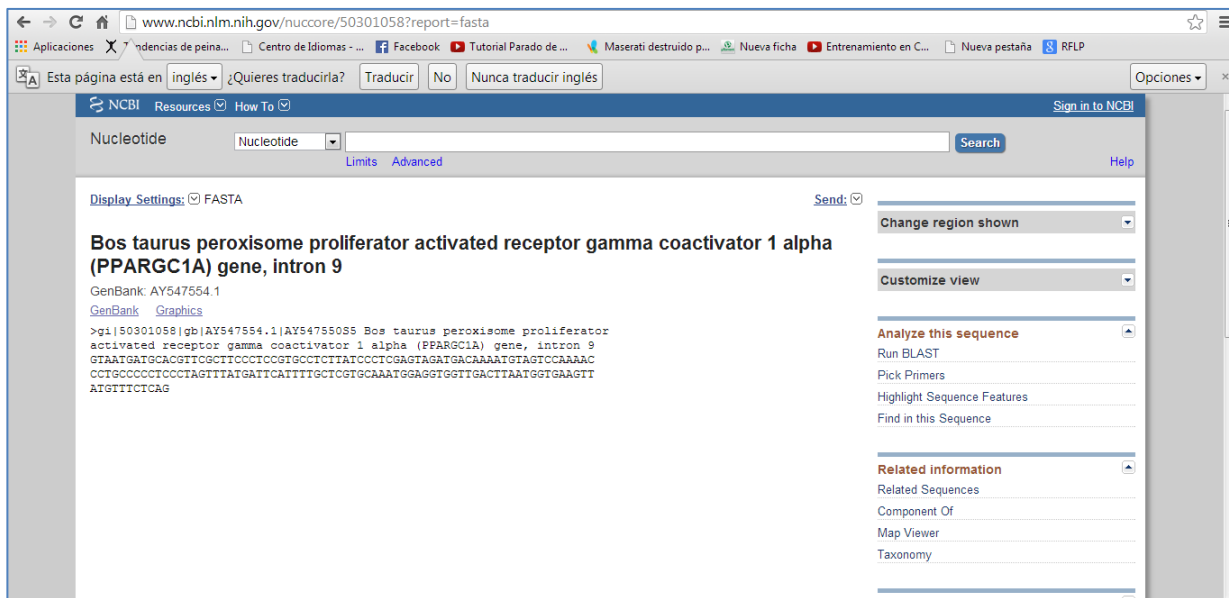 www.ncbi.nlm.nih.gov/nuccore/50301058?report=fasta
Aplicaciones dencias de peina... Centro de Idiomas - ... Facebook Tutorial Parado de ... Maserati destruido p... Nueva ficha Entrenamiento en C... Nueva pestaña RFLP
Esta página está en inglés ¿Quieres traducirla? Traducir No Nunca traducir inglés Opciones
NCBI Resources How To Sign in to NCBI
Nucleotide Nucleotide Search
Limits Advanced Help
Display Settings: FASTA Send:
Change region shown
Bos taurus peroxisome proliferator activated receptor gamma coactivator 1 alpha
(PPARGC1A) gene, intron 9
Customize view
GenBank: AY547554.1
GenBank Graphics
>gi|50301058|gb|AY547554.1|AY547550S5 Bos taurus peroxisome proliferator
activated receptor gamma coactivator 1 alpha (PPARGC1A) gene, intron 9
GTAATGATGCACGTTCGCTTCCCTCCGTGCCTCTTATCCCTCGAGTAGATGACAAAATGTAGTCCAAAAC
CCTGCCCCCTCCCTAGTTTATGATTCATTTTGCTCGTGCAAATGGAGGTGGTTGACTTAATGGTGAAGTT
ATGTTTCTCAG
Analyze this sequence
Run BLAST
Pick Primers
Highlight Sequence Features
Find in this Sequence
Related information
Related Sequences
Component Of
Map Viewer
Taxonomy